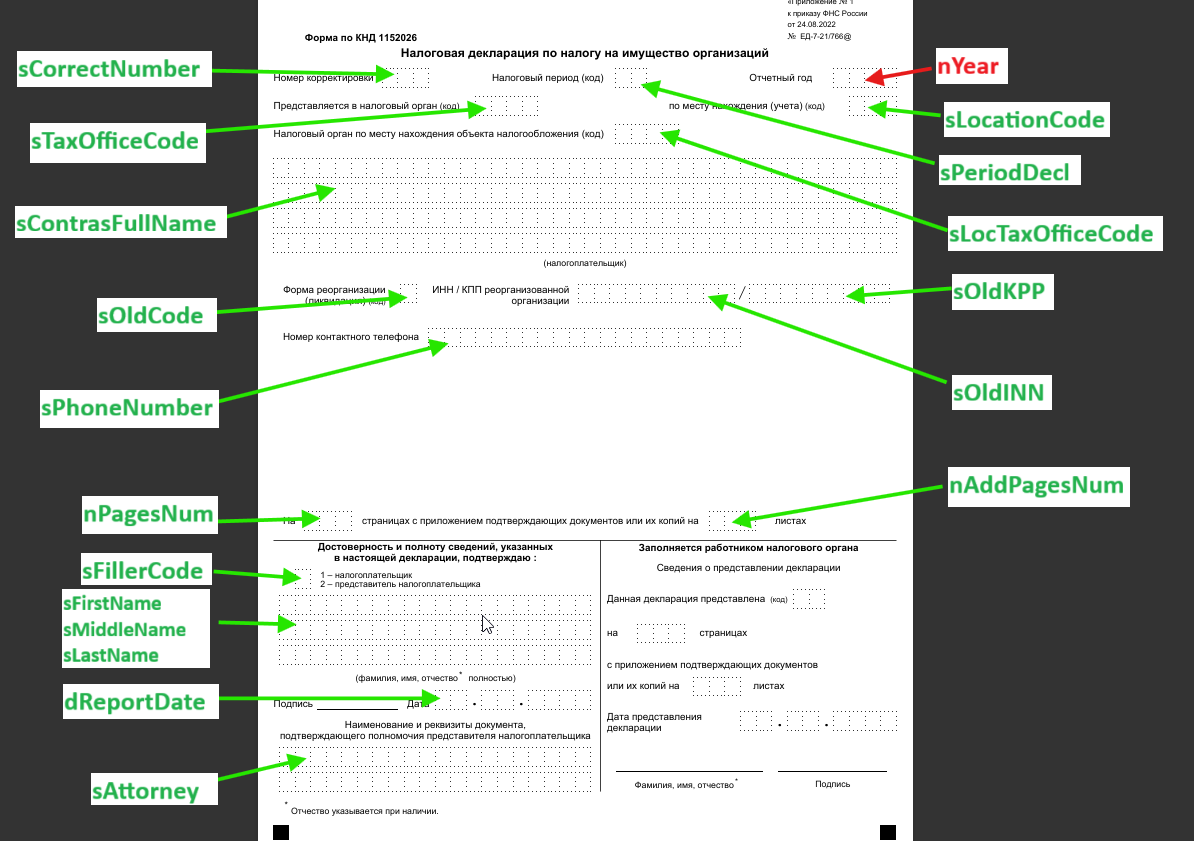 «Приложение № 1
к приказу ФНС России
от 24.08.2022
№ ЕД-7-21/766@
Форма по КНД 1152026
Налоговая декларация по налогу на имущество организаций
sCorrectNumber
Номер корректировки
Налоговый период (код)
Отчетный год
nYear
sTaxOfficeCode
Представляется в налоговый орган (код)
по месту нахождения (учета) (код)
sLocationCode
Налоговый орган по месту нахождения объекта налогообложения (код)
sPeriodDecl
sContrasFullName
sLocTaxOfficeCode
(налогоплательщик)
sOldCode
Форма реорганизации
(ликвидация) (код)
ИНН / КПП реорганизованной
организации
/
sOldKPP
Номер контактного телефона
sPhoneNumber
sOldINN
nPagesNum
На
страницах с приложением подтверждающих документов или их копий на
листах
nAddPagesNum
Достоверность и полноту сведений, указанных
в настоящей декларации, подтверждаю :
sFillerCode
1 – налогоплательщик
2 – представитель налогоплательщика
sFirstName
sMiddleName
sLastName
(фамилия, имя, отчество * полностью)
dReportDate
Подпись
Дата
. .
Наименование и реквизиты документа,
подтверждающего полномочия представителя налогоплательщика
sAttorney
* Отчество указывается при наличии.
Заполняется работником налогового органа
Сведения о представлении декларации
Данная декларация представлена (код)
на
страницах
с приложением подтверждающих документов
или их копий на
листах
Дата представления
декларации
. .
Фамилия, имя, отчество *
Подпись